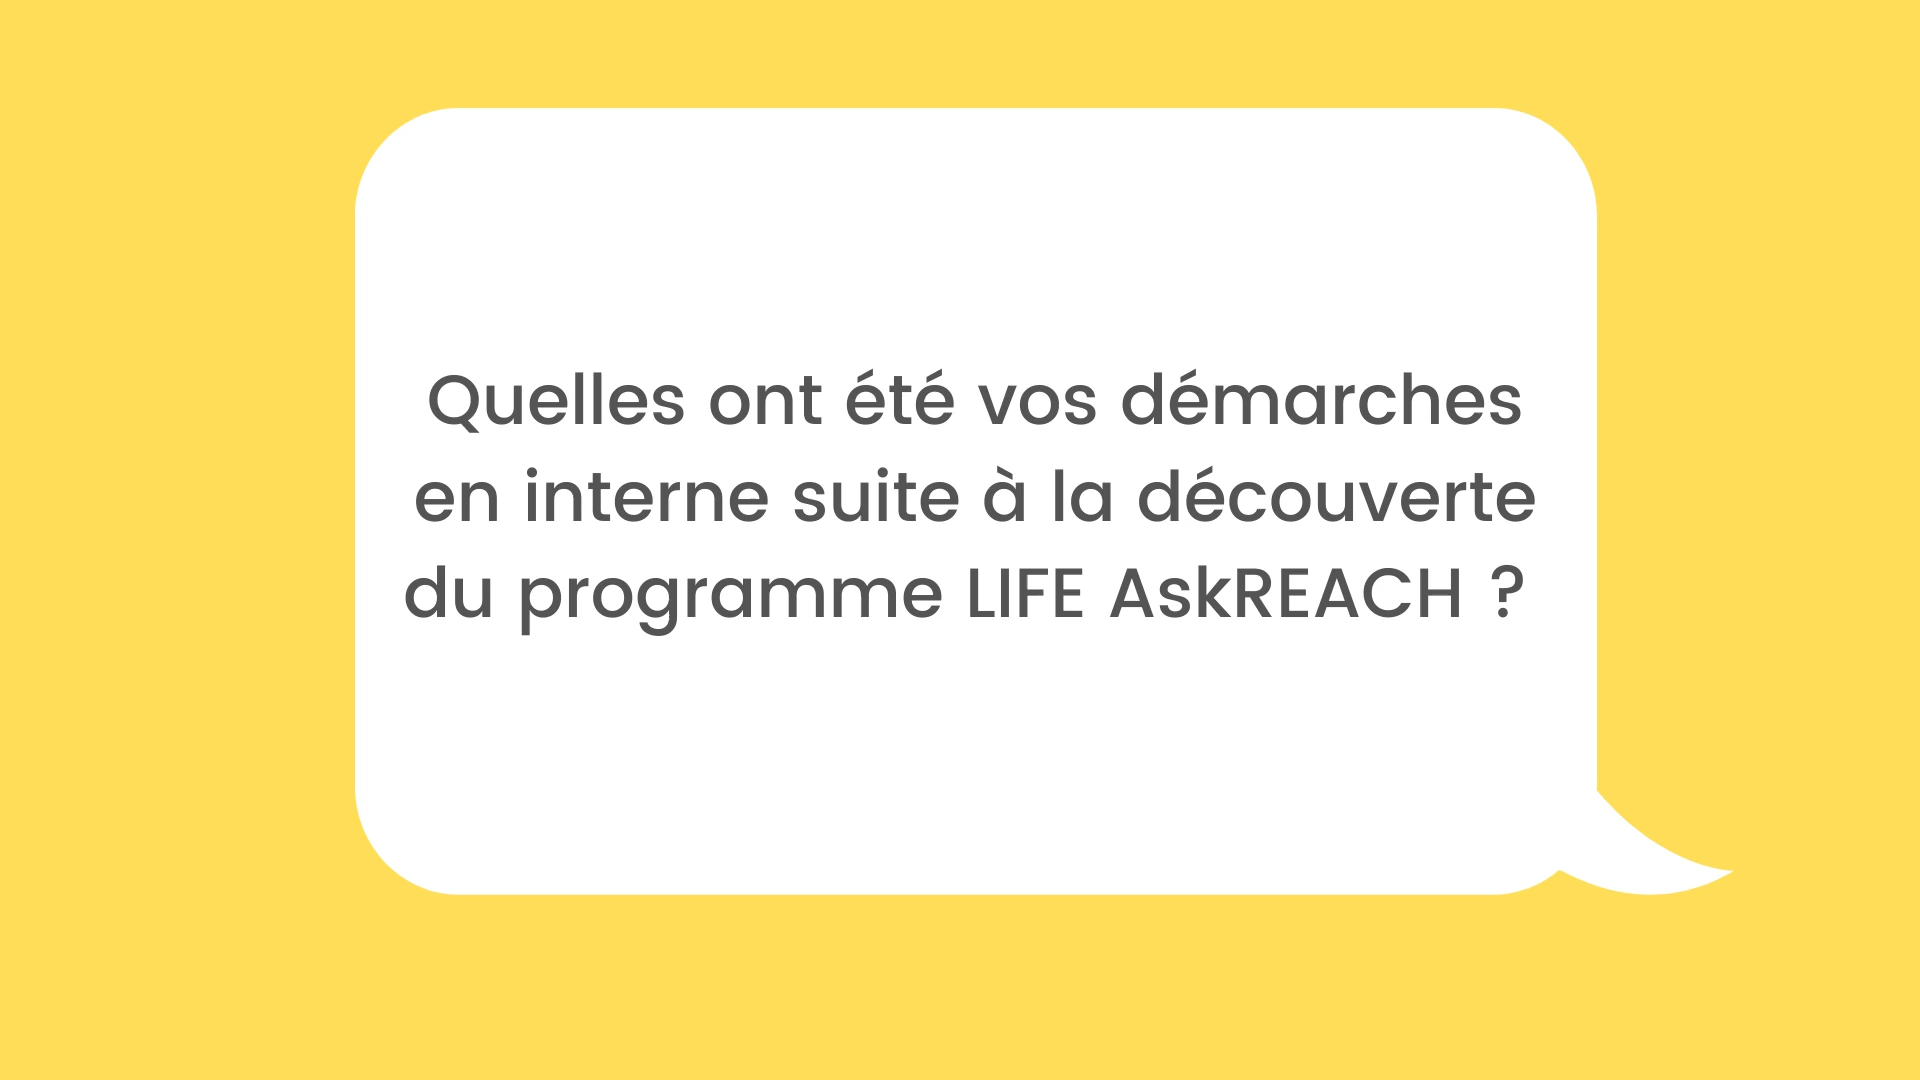 Quelles ont été vos démarches
en interne suite à la découverte
du programme LIFE AskREACH ?